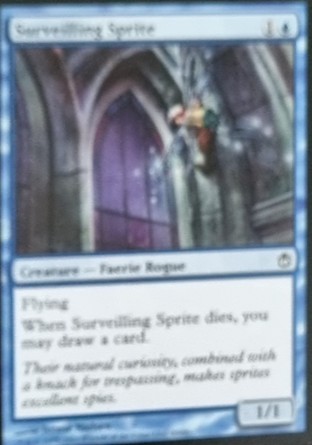 Surveilling Sprite 1
Creature — Faerie Rogue
Flying
When Surveilling Sprite dies, you
may draw a card.
Their natural curiosity, combined with
a knack for trespassing, makes sprites
excellent spies.
1/1